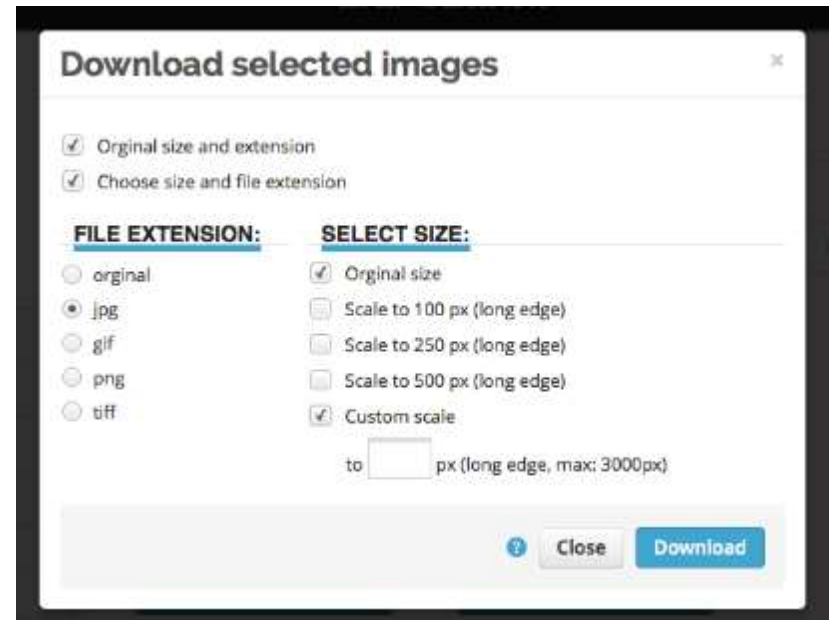 Download selected images
Orginal size and extension
Choose size and file extension
FILE EXTENSION: SELECT SIZE:
orginal Orginal size
jpg Scale to 100 px (long edge)
gif Scale to 250 px (long edge)
png Scale to 500 px (long edge)
tiff Custom scale
to px (long edge, max: 3000px)
? Close Download